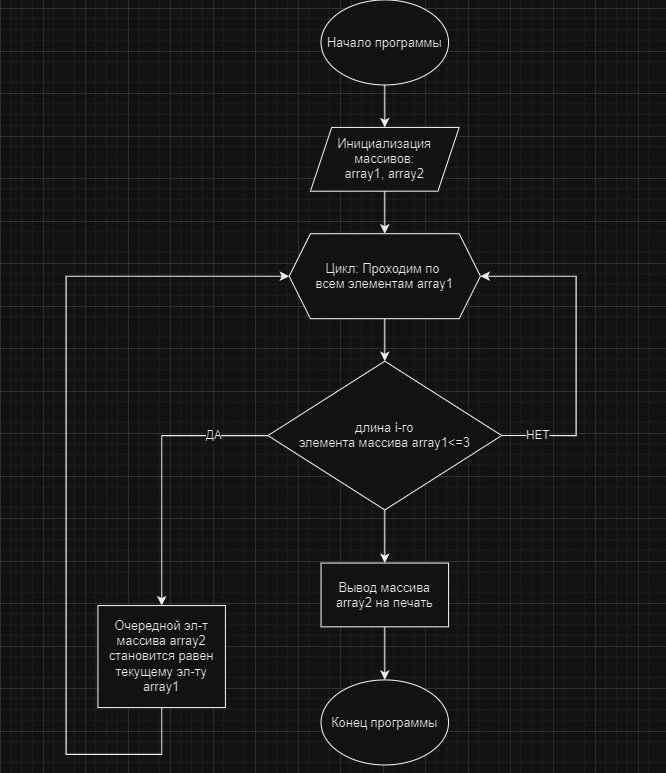 Начало программы
Инициализация
массивов:
array1, array2
Цикл: Проходим по
всем элементам array1
длина i-го
элемента массива array1<=3
ДА
НЕТ
Вывод массива
array2 на печать
Очередной эл-т
массива array2
становится равен
текущему эл-ту
array1
Конец программы